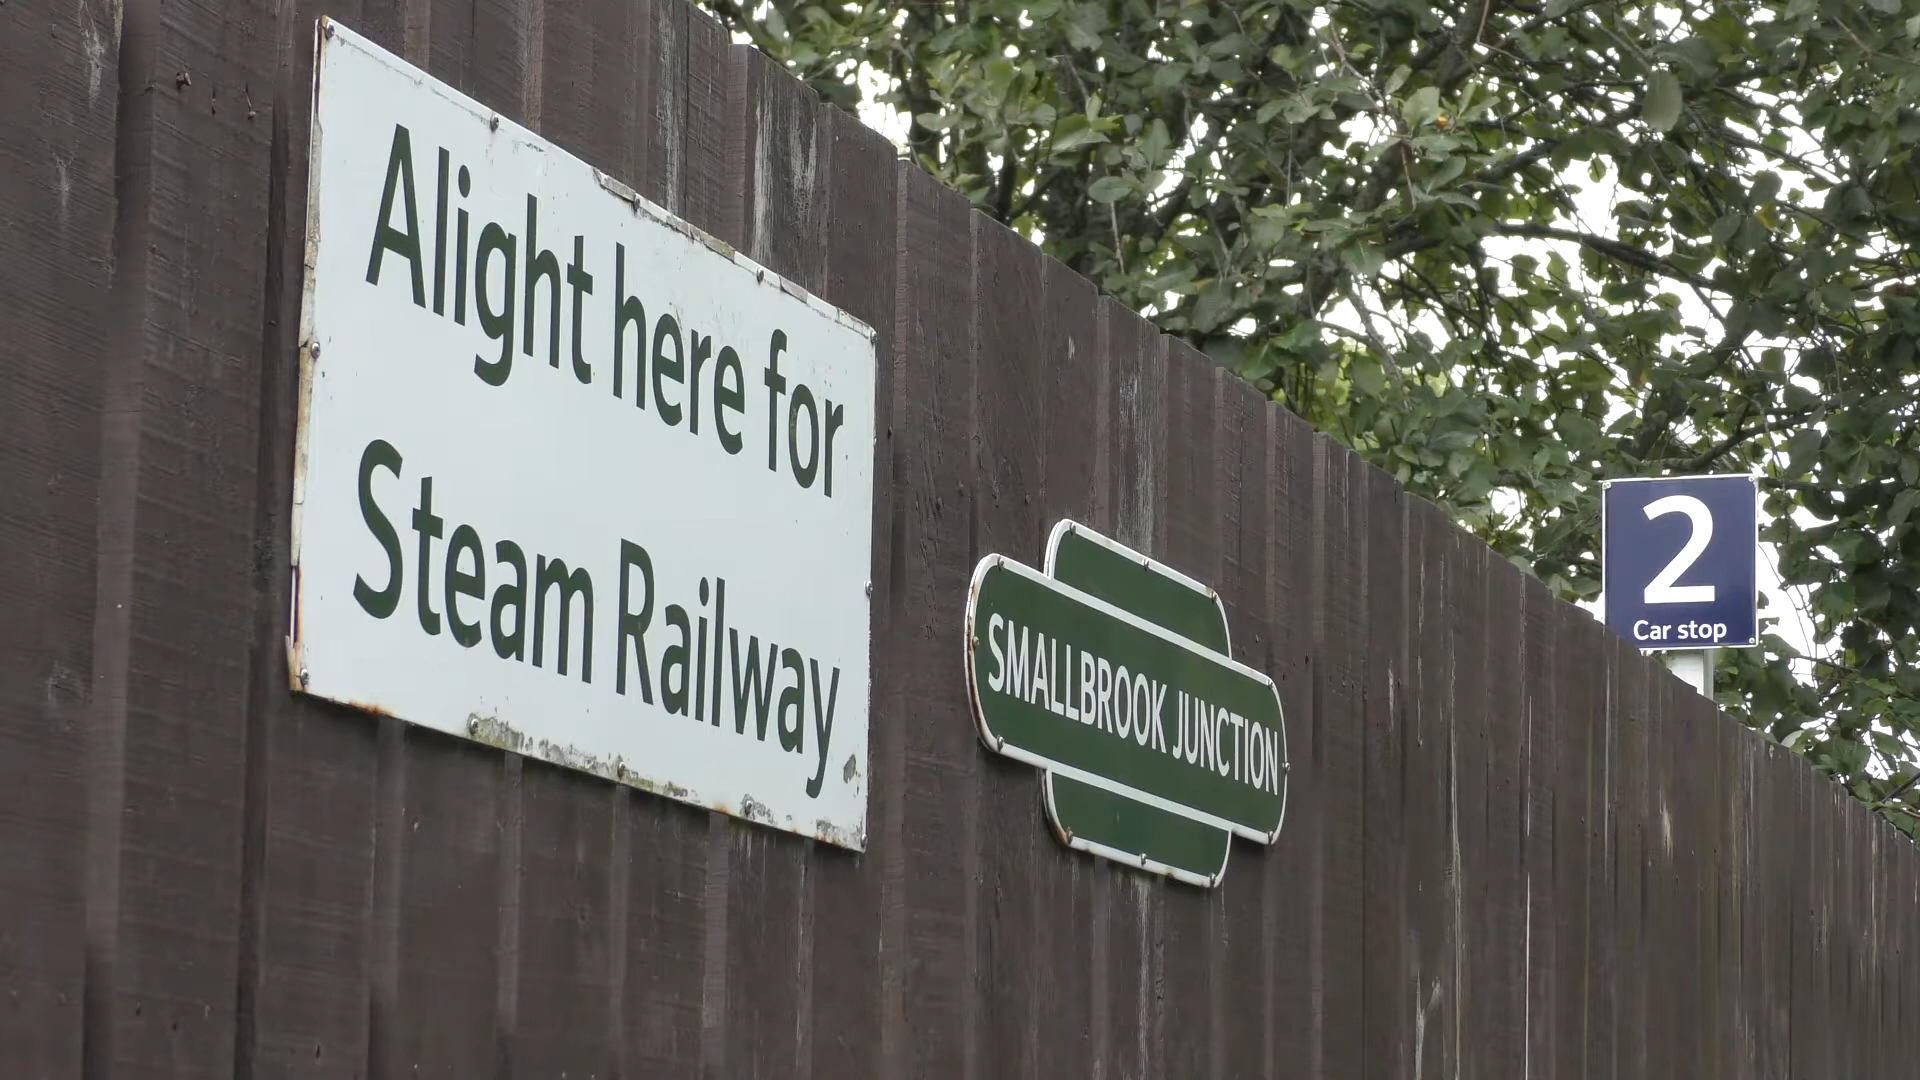 Alight here for
Steam Railway
SMALLBROOK JUNCTION
2
Car stop